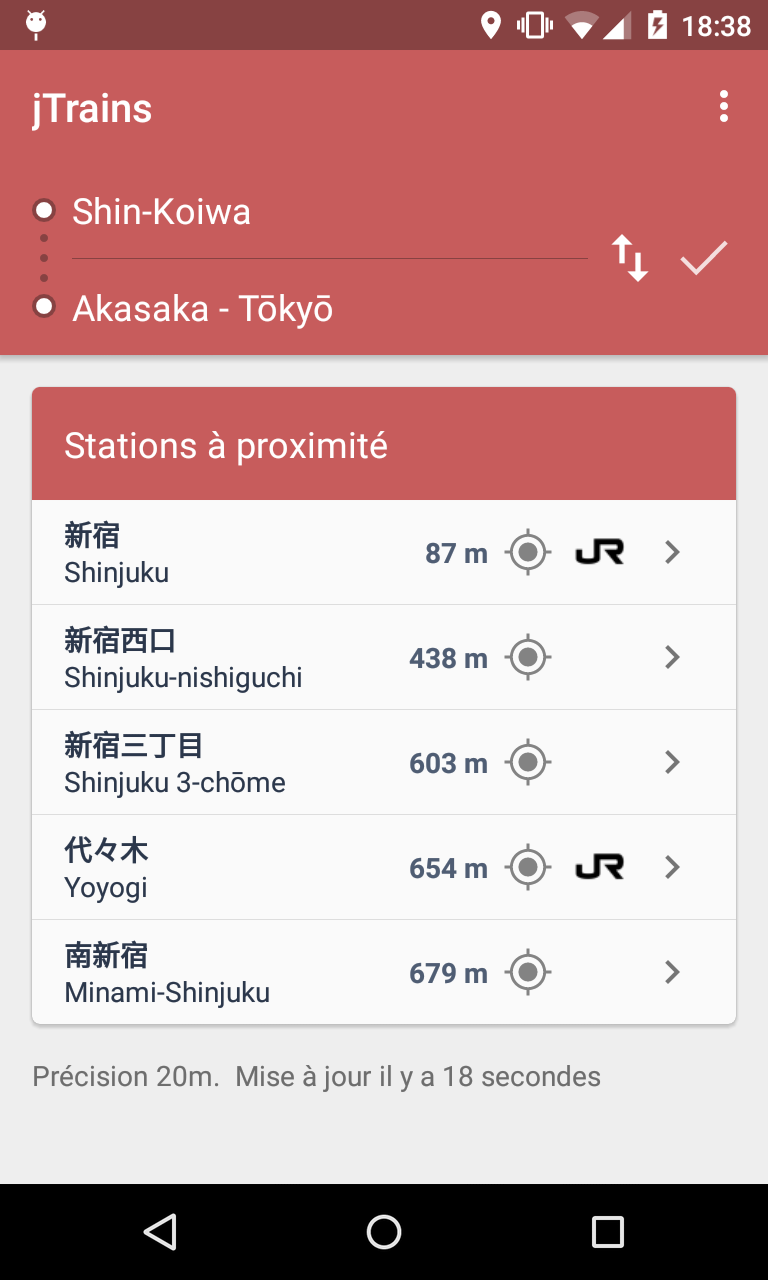 18:38
jTrains
Shin-Koiwa
Akasaka - Tōkyō
Stations à proximité
新宿
Shinjuku
87 m
JR
新宿西口
Shinjuku-nishiguchi
438 m
新宿三丁目
Shinjuku 3-chōme
603 m
代々木
Yoyogi
654 m
JR
南新宿
Minami-Shinjuku
679 m
Précision 20m.  Mise à jour il y a 18 secondes